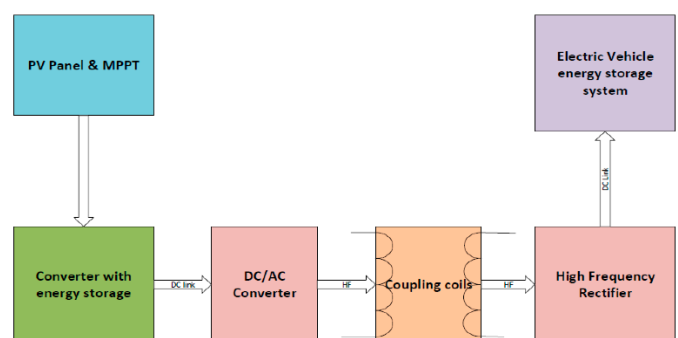 PV Panel & MPPT
Electric Vehicle
energy storage
system
DC Link
Converter with
energy storage
DC link
DC/AC
Converter
HF
Coupling coils
HF
High Frequency
Rectifier